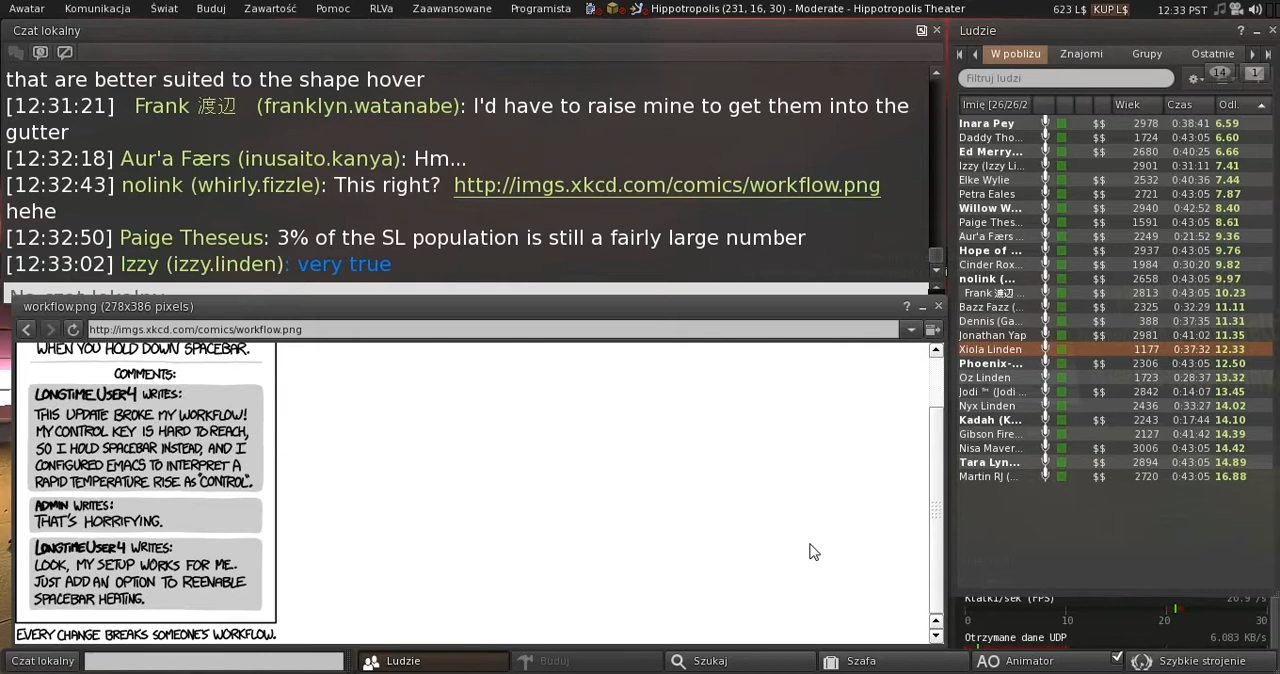 Awatar Komunikacja Świat Buduj Zawartość Pomoc RLVa Zaawansowane Programista Hippotropolis (231, 16, 30) - Moderate - Hippotropolis Theater 623 L$ KUP L$ 12:33 PST
Czat lokalny ? 
that are better suited to the shape hover
[12:31:21] Frank 渡辺 (franklyn.watanabe): I'd have to raise mine to get them into the
gutter
[12:32:18] Aur'a Færs (inusaito.kanya): Hm...
[12:32:43] nolink (whirly.fizzle): This right? http://imgs.xkcd.com/comics/workflow.png
hehe
[12:32:50] Paige Theseus: 3% of the SL population is still a fairly large number
[12:33:02] Izzy (izzy.linden): very true
workflow.png (278x386 pixels) ?
http://imgs.xkcd.com/comics/workflow.png
WHEN YOU HOLD DOWN SPACEBAR.
COMMENTS:
LONGTIMEUSER4 WRITES:
THIS UPDATE BROKE MY WORKFLOW!
MY CONTROL KEY IS HARD TO REACH,
SO I HOLD SPACEBAR INSTEAD, AND I
CONFIGURED EMACS TO INTERPRET A
RAPID TEMPERATURE RISE AS "CONTROL".
ADMIN WRITES:
THAT'S HORRIFYING.
LONGTIMEUSER4 WRITES:
LOOK, MY SETUP WORKS FOR ME.
JUST ADD AN OPTION TO REENABLE
SPACEBAR HEATING.
EVERY CHANGE BREAKS SOMEONE'S WORKFLOW.
Ludzie ?
W pobliżu Znajomi Grupy Ostatnie
Filtruj ludzi 14 1
Imię [26/26/2 Wiek Czas Odl.
Inara Pey $$ 2978 0:38:41 6.59
Daddy Tho... 1724 0:43:05 6.60
Ed Merry... $$ 2680 0:40:25 6.66
Izzy (Izzy Li... 2901 0:31:11 7.41
Elke Wylie $$ 2532 0:40:36 7.44
Petra Eales $$ 2721 0:43:05 7.87
Willow W... $$ 2940 0:42:52 8.40
Paige Thes... $$ 1591 0:43:05 8.61
Aur'a Færs ... $$ 2249 0:21:52 9.36
Hope of ... $$ 2937 0:43:05 9.76
Cinder Rox... $$ 1984 0:30:20 9.82
nolink (... $$ 2658 0:43:05 9.97
Frank 渡辺 ... $$ 2813 0:43:05 10.23
Bazz Fazz (... $$ 2325 0:32:29 11.11
Dennis (Ga... $$ 388 0:37:35 11.31
Jonathan Yap $$ 2981 0:41:02 11.35
Xiola Linden 1177 0:37:32 12.33
Phoenix-... $$ 2306 0:43:05 12.50
Oz Linden 1723 0:28:37 13.32
Jodi ™ (Jodi ... $$ 2842 0:14:07 13.45
Nyx Linden 2436 0:33:27 14.02
Kadah (K... $$ 2243 0:17:44 14.10
Gibson Fire... 2127 0:41:42 14.39
Nisa Maver... $$ 3006 0:43:05 14.42
Tara Lyn... $$ 2894 0:43:05 14.89
Martin RJ (... $$ 2720 0:43:05 16.88
Klatki/sek (FPS) 20.9 /s
0 10 20 30
Otrzymane dane UDP 6.083 KB/s
Czat lokalny Ludzie Buduj Szukaj Szafa AO Animator Szybkie strojenie